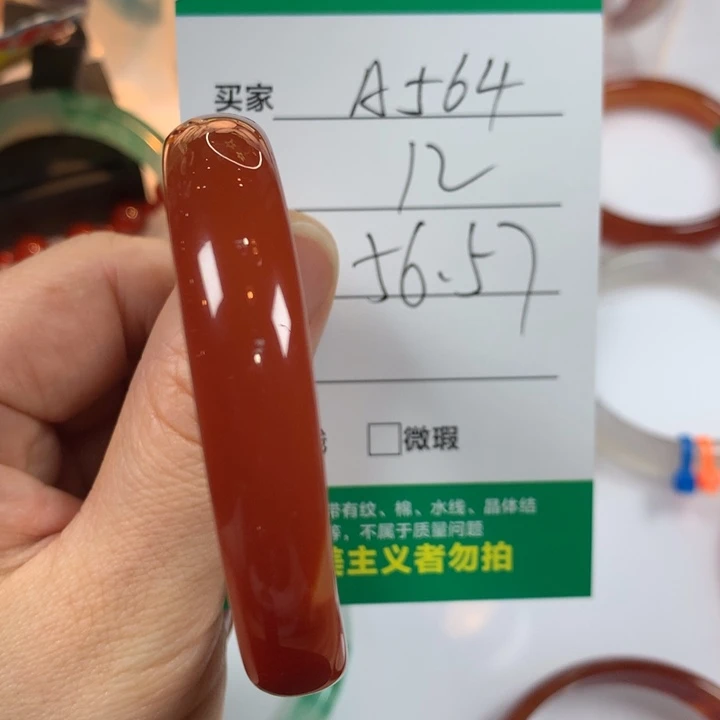 买家 A564
12
56.57
□微瑕
带有纹、棉、水线、晶体结
等，不属于质量问题
美主义者勿拍